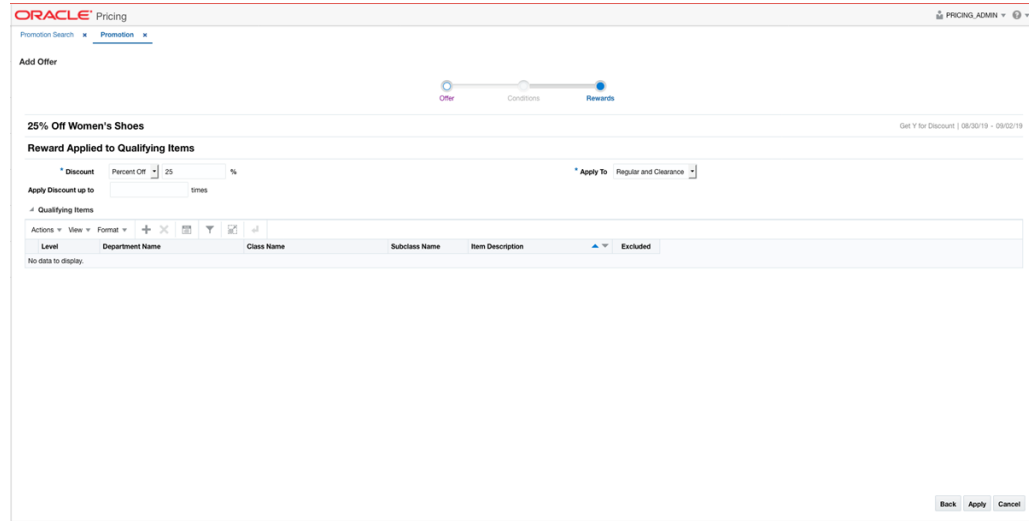 ORACLE® Pricing PRICING_ADMIN
Promotion Search × Promotion ×
Add Offer
Offer Conditions Rewards
25% Off Women's Shoes Get Y for Discount | 08/30/19 - 09/02/19
Reward Applied to Qualifying Items
* Discount Percent Off 25 % * Apply To Regular and Clearance
Apply Discount up to times
Qualifying Items
Actions View Format
Level Department Name Class Name Subclass Name Item Description Excluded
No data to display.
Back Apply Cancel